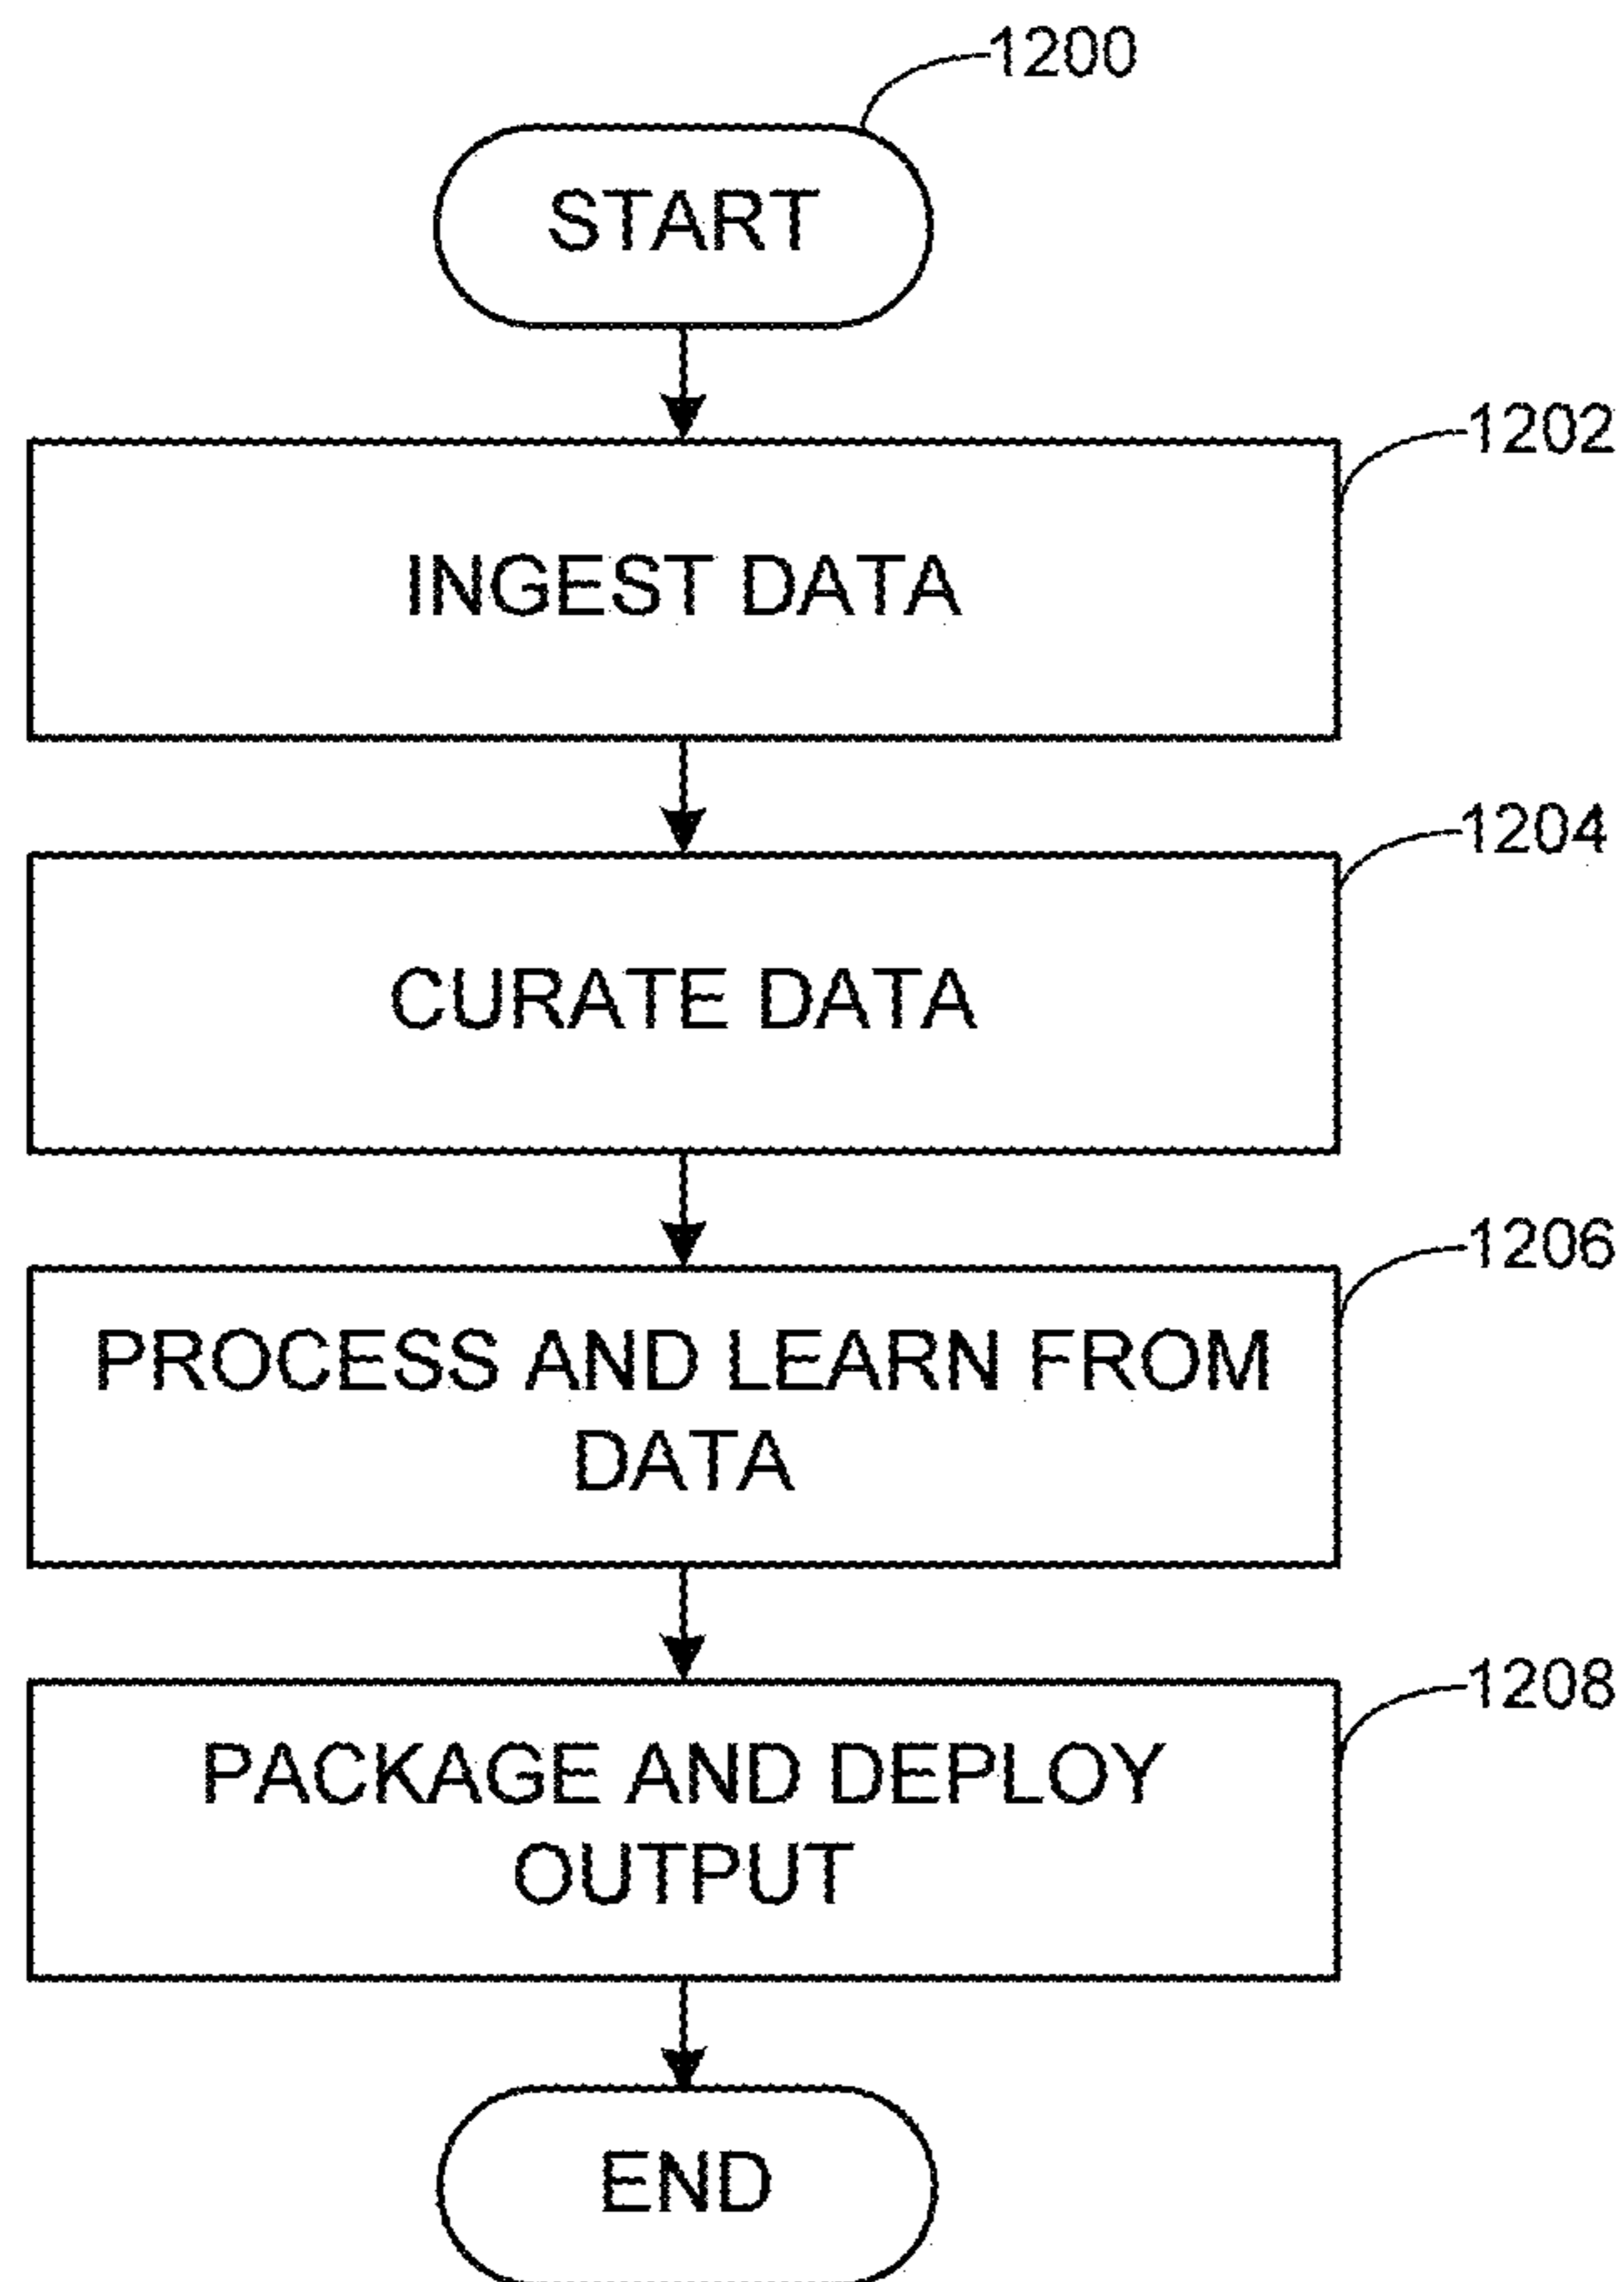 1200
START
1202
INGEST DATA
1204
CURATE DATA
1206
PROCESS AND LEARN FROM
DATA
1208
PACKAGE AND DEPLOY
OUTPUT
END